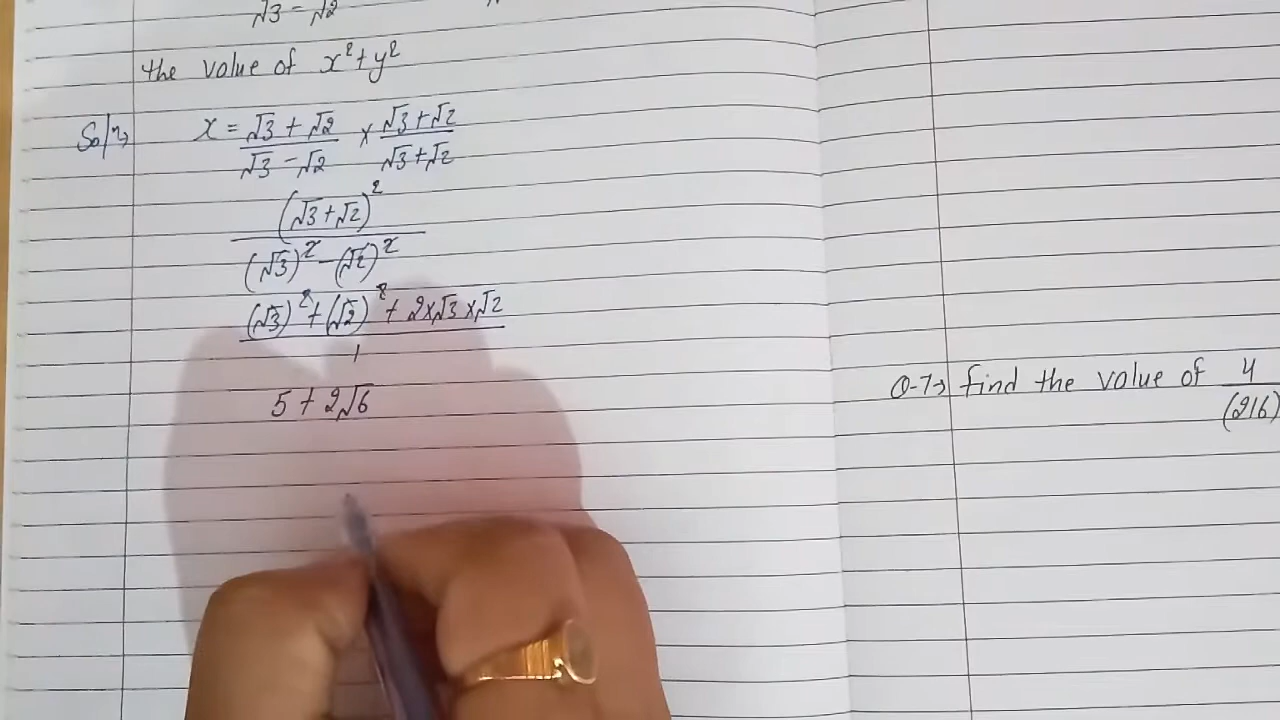 √3 - √2
the value of x² + y²
Soln→ x = √3 + √2 / √3 - √2 × √3 + √2 / √3 + √2
(√3 + √2)² / (√3)² - (√2)²
(√3)² + (√2)² + 2×√3×√2 / 1
5 + 2√6
Q-7→ find the value of 4 / (216)